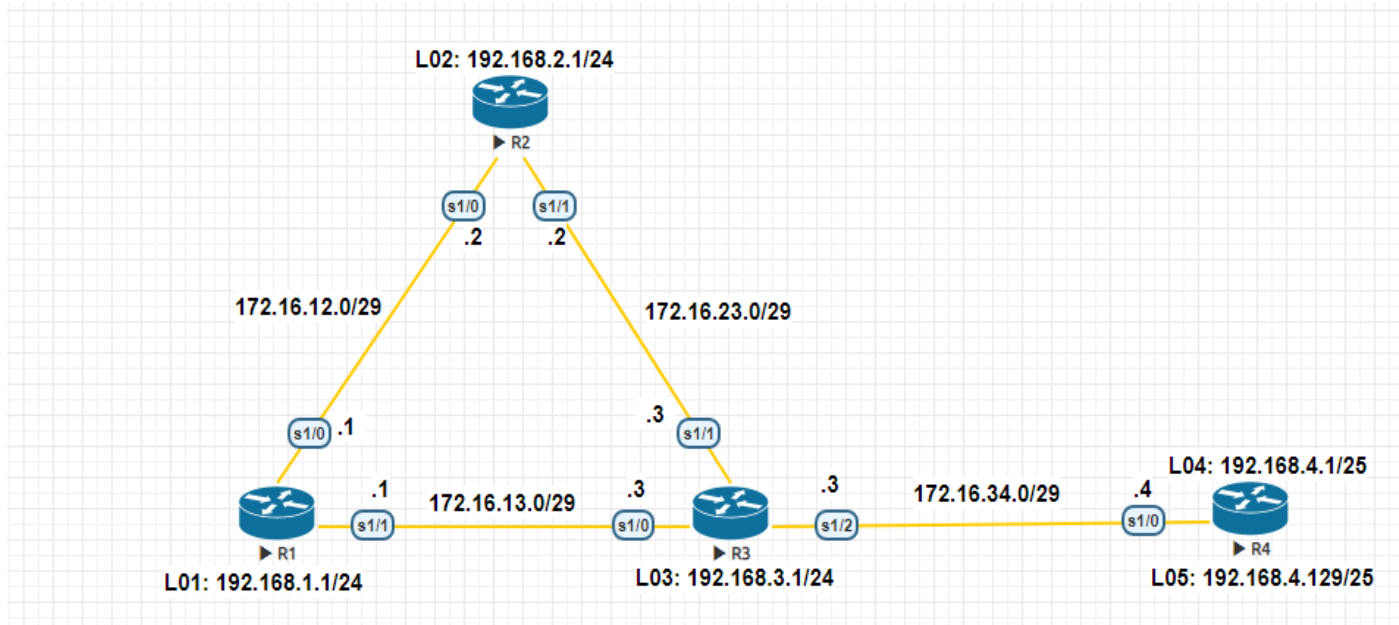 L02: 192.168.2.1/24
R2
s1/0
s1/1
.2
.2
172.16.12.0/29
172.16.23.0/29
.3
s1/0
.1
s1/1
L04: 192.168.4.1/25
.1
172.16.13.0/29
.3
.3
172.16.34.0/29
.4
s1/1
s1/0
s1/2
s1/0
R1
R3
R4
L01: 192.168.1.1/24
L03: 192.168.3.1/24
L05: 192.168.4.129/25